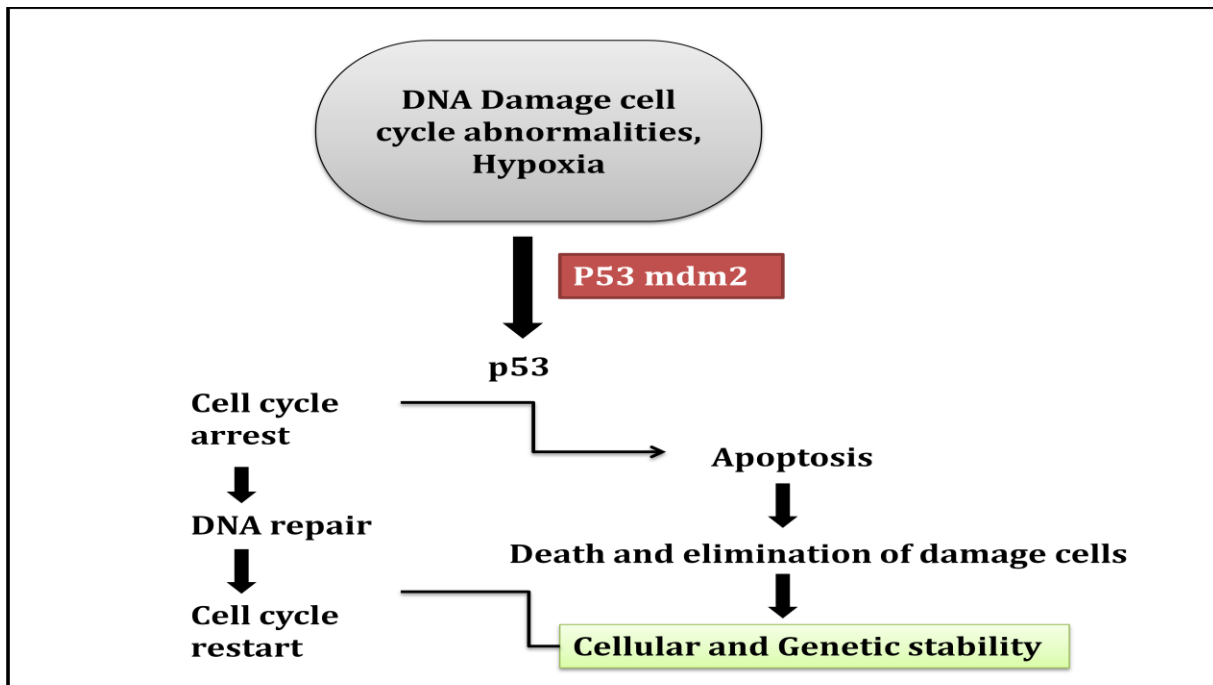 DNA Damage cell
cycle abnormalities,
Hypoxia
P53 mdm2
p53
Cell cycle
arrest
Apoptosis
DNA repair
Death and elimination of damage cells
Cell cycle
restart
Cellular and Genetic stability